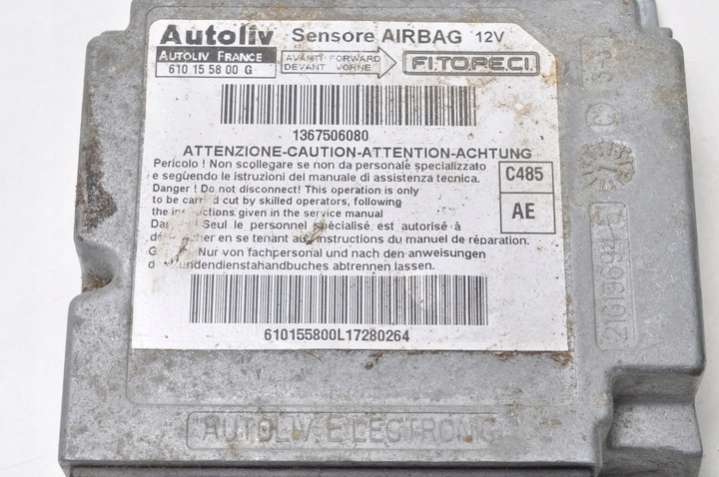 Autoliv Sensore AIRBAG 12V
AUTOLIV FRANCE
610 15 58 00 G
AVANTI FORWARD
DEVANT VORNE
F.I.TO.PE.C.I.
1367506080
ATTENZIONE-CAUTION-ATTENTION-ACHTUNG
Pericolo ! Non scollegare se non da personale specializzato
e seguendo le istruzioni del manuale di assistenza tecnica.
Danger ! Do not disconnect! This operation is only
to be carried cut by skilled operators, following
the instructions given in the service manual
! Seul le personnel spécialisé est autorisé à
en se tenant aux instructions du manuel de réparation.
Nur von fachpersonal und nach den anweisungen
abtrennen lassen.
C485
AE
610155800L17280264
AUTOLIV. ELECTRONIC